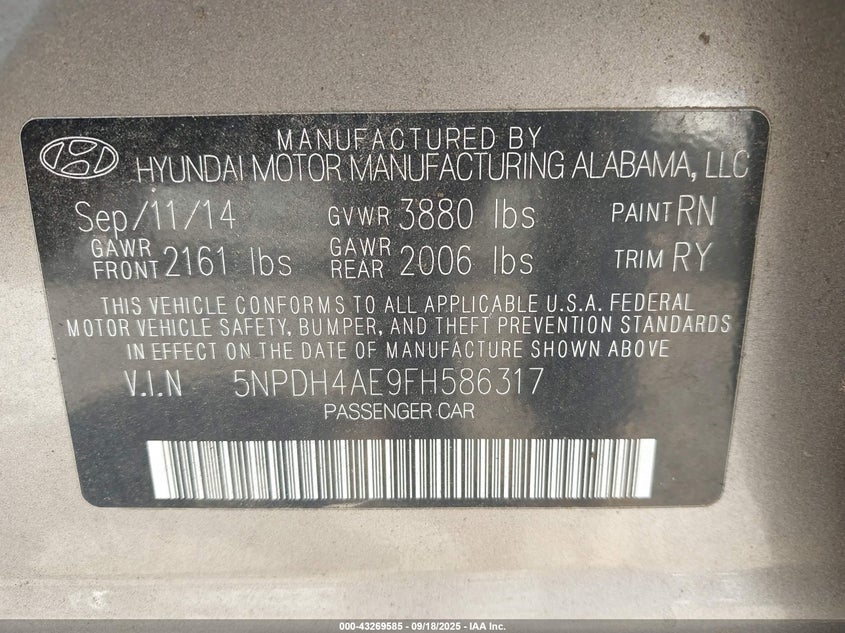 MANUFACTURED BY
HYUNDAI MOTOR MANUFACTURING ALABAMA, LLC
Sep/11/14 GVWR 3880 lbs PAINT RN
GAWR FRONT 2161 lbs GAWR REAR 2006 lbs TRIM RY
THIS VEHICLE CONFORMS TO ALL APPLICABLE U.S.A. FEDERAL
MOTOR VEHICLE SAFETY, BUMPER, AND THEFT PREVENTION STANDARDS
IN EFFECT ON THE DATE OF MANUFACTURE SHOWN ABOVE
V.I.N 5NPDH4AE9FH586317
PASSENGER CAR
000-43269585 - 09/18/2025 - IAA Inc.